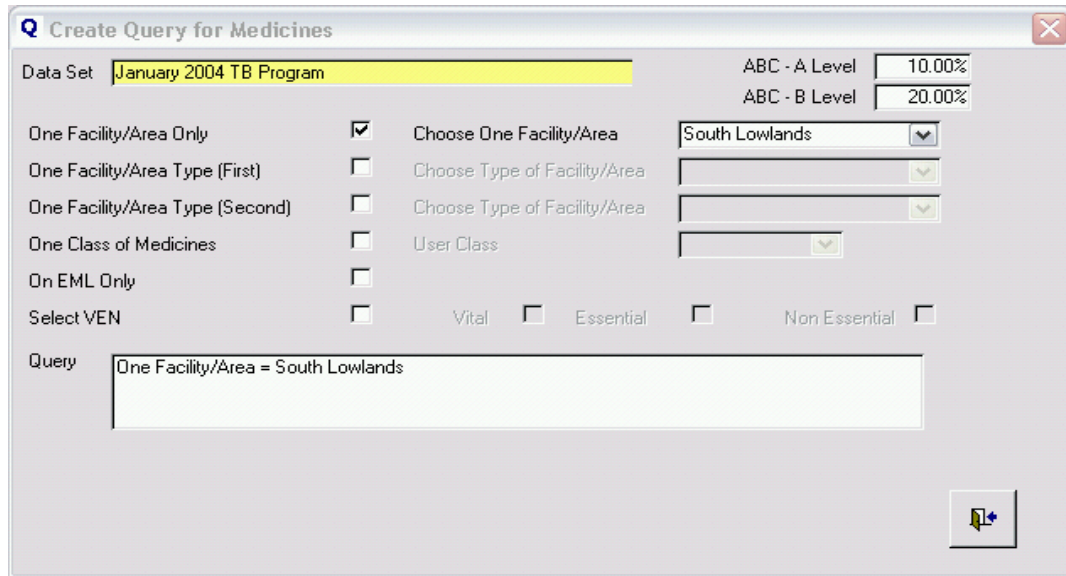 Q Create Query for Medicines
Data Set January 2004 TB Program ABC - A Level 10.00%
ABC - B Level 20.00%
One Facility/Area Only Choose One Facility/Area South Lowlands
One Facility/Area Type (First) Choose Type of Facility/Area
One Facility/Area Type (Second) Choose Type of Facility/Area
One Class of Medicines User Class
On EML Only
Select VEN Vital Essential Non Essential
Query One Facility/Area = South Lowlands